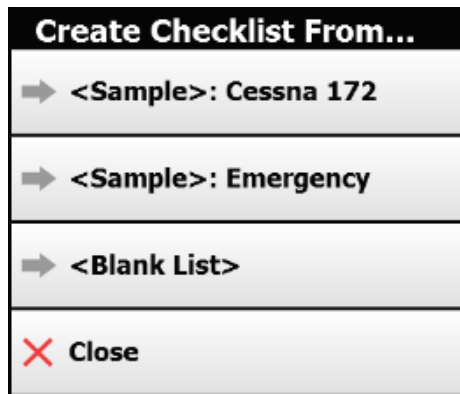 Create Checklist From...
<Sample>: Cessna 172
<Sample>: Emergency
<Blank List>
Close